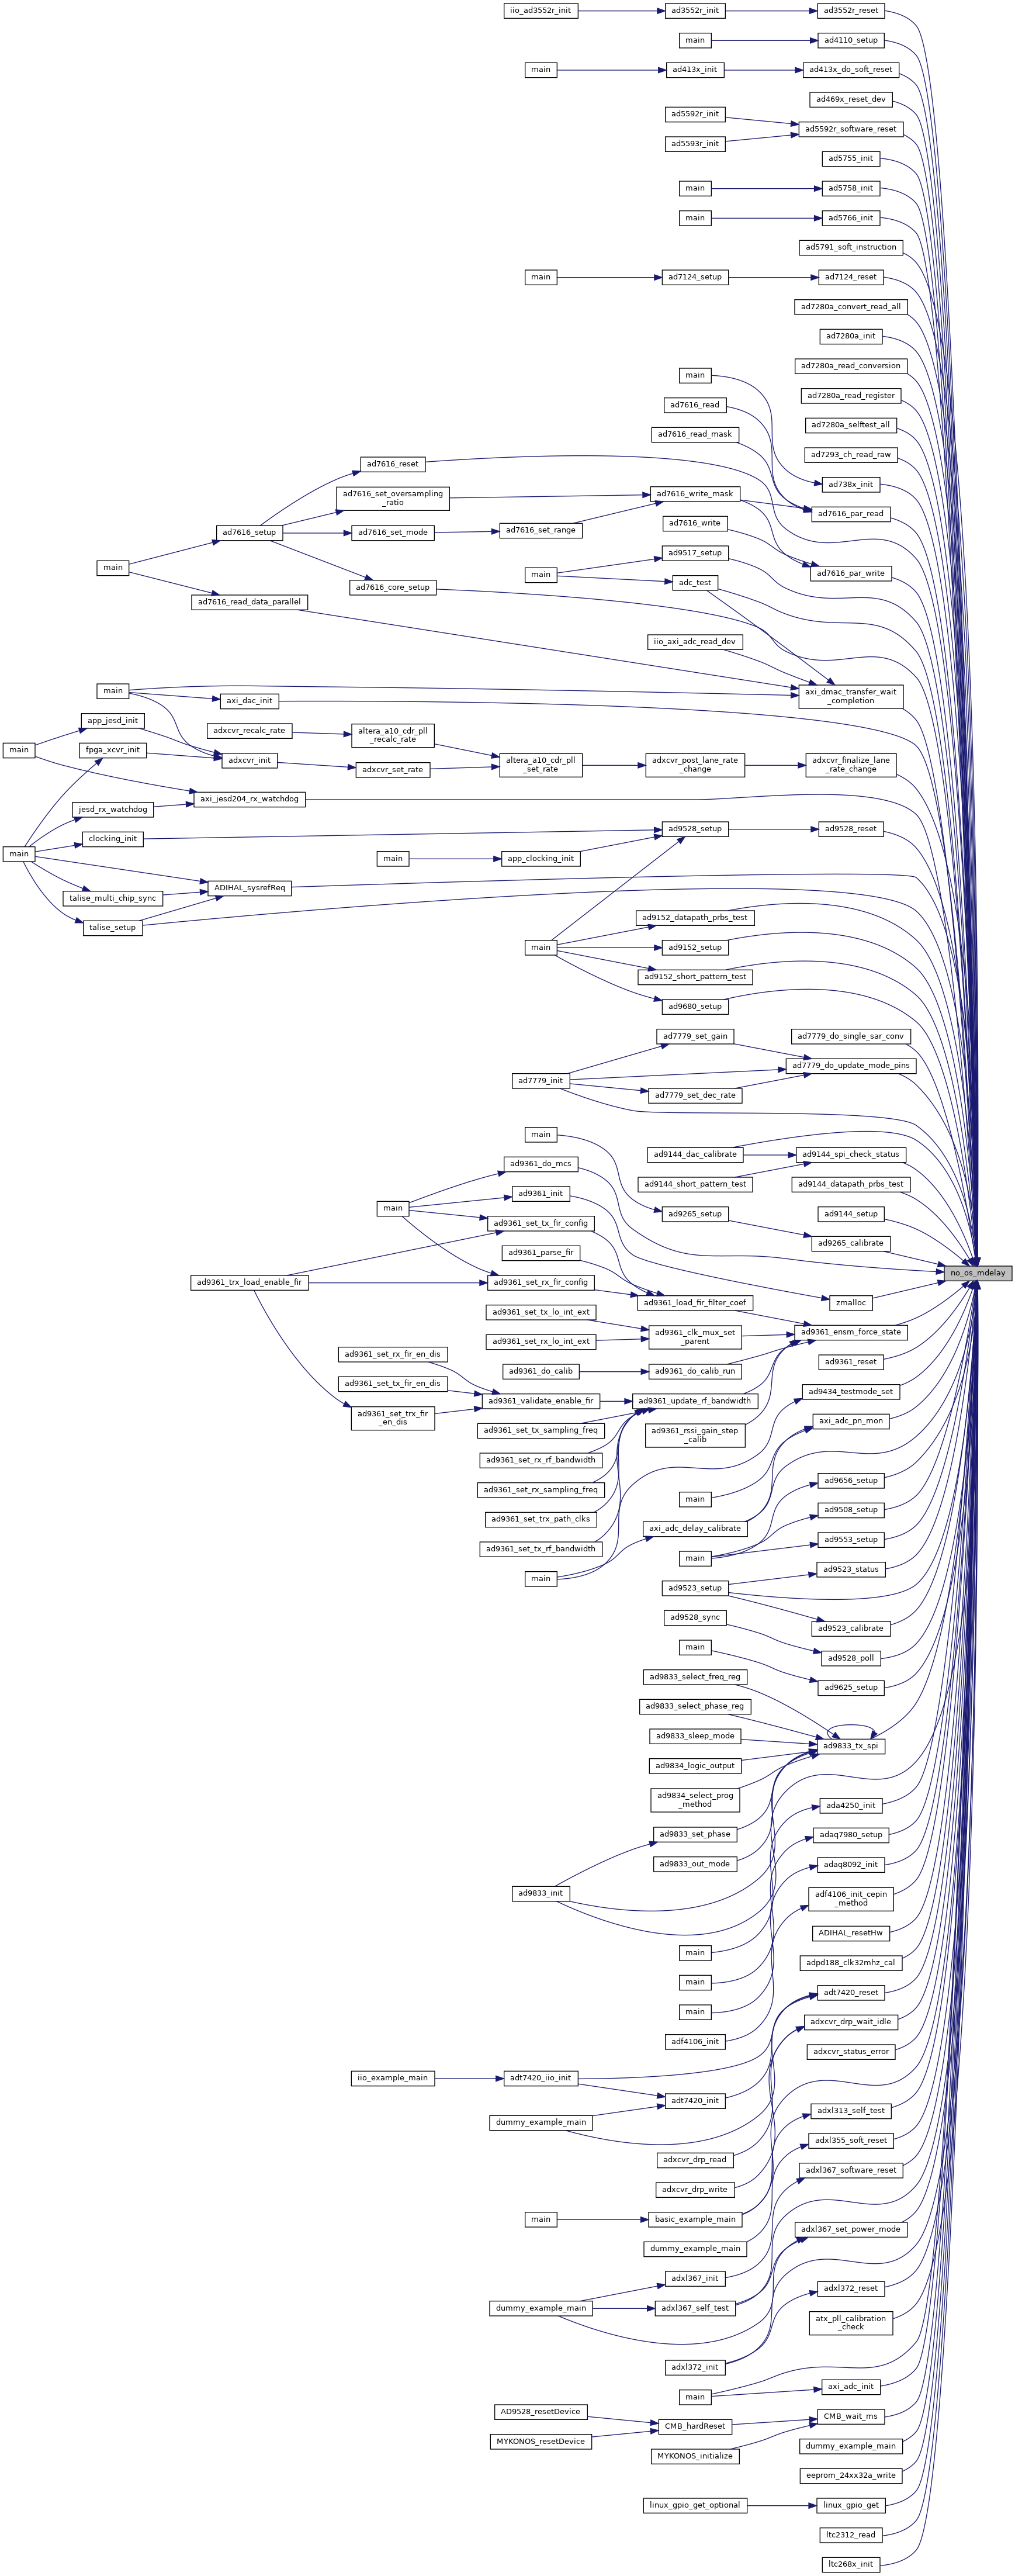 iio_ad3552r_init
ad3552r_init
ad3552r_reset
main
ad4110_setup
main
ad413x_init
ad413x_do_soft_reset
ad469x_reset_dev
ad5592r_init
ad5592r_software_reset
ad5593r_init
ad5755_init
main
ad5758_init
main
ad5766_init
ad5791_soft_instruction
main
ad7124_setup
ad7124_reset
ad7280a_convert_read_all
ad7280a_init
ad7280a_read_conversion
main
ad7280a_read_register
ad7616_read
ad7280a_selftest_all
ad7616_read_mask
ad7293_ch_read_raw
ad7616_reset
ad738x_init
ad7616_set_oversampling
_ratio
ad7616_write_mask
ad7616_par_read
ad7616_setup
ad7616_set_mode
ad7616_set_range
ad7616_write
main
ad9517_setup
ad7616_par_write
main
adc_test
ad7616_core_setup
ad7616_read_data_parallel
iio_axi_adc_read_dev
main
axi_dac_init
axi_dmac_transfer_wait
_completion
app_jesd_init
adxcvr_recalc_rate
altera_a10_cdr_pll
_recalc_rate
main
fpga_xcvr_init
adxcvr_init
adxcvr_set_rate
altera_a10_cdr_pll
_set_rate
adxcvr_post_lane_rate
_change
adxcvr_finalize_lane
_rate_change
jesd_rx_watchdog
axi_jesd204_rx_watchdog
clocking_init
ad9528_setup
ad9528_reset
main
main
app_clocking_init
talise_multi_chip_sync
ADIHAL_sysrefReq
talise_setup
ad9152_datapath_prbs_test
main
ad9152_setup
ad9152_short_pattern_test
ad9680_setup
ad7779_set_gain
ad7779_do_single_sar_conv
ad7779_init
ad7779_do_update_mode_pins
ad7779_set_dec_rate
main
ad9144_dac_calibrate
ad9144_spi_check_status
ad9361_do_mcs
ad9144_short_pattern_test
ad9144_datapath_prbs_test
main
ad9361_init
ad9265_setup
ad9144_setup
ad9361_set_tx_fir_config
ad9265_calibrate
ad9361_parse_fir
no_os_mdelay
ad9361_trx_load_enable_fir
ad9361_set_rx_fir_config
ad9361_load_fir_filter_coef
zmalloc
ad9361_set_tx_lo_int_ext
ad9361_set_rx_lo_int_ext
ad9361_clk_mux_set
_parent
ad9361_ensm_force_state
ad9361_set_rx_fir_en_dis
ad9361_do_calib
ad9361_do_calib_run
ad9361_reset
ad9361_set_tx_fir_en_dis
ad9361_validate_enable_fir
ad9361_update_rf_bandwidth
ad9434_testmode_set
ad9361_set_trx_fir
_en_dis
ad9361_set_tx_sampling_freq
ad9361_rssi_gain_step
_calib
axi_adc_pn_mon
ad9361_set_rx_rf_bandwidth
ad9361_set_rx_sampling_freq
main
ad9656_setup
ad9361_set_trx_path_clks
axi_adc_delay_calibrate
ad9508_setup
ad9361_set_tx_rf_bandwidth
main
ad9553_setup
main
ad9523_setup
ad9523_status
ad9528_sync
ad9523_calibrate
main
ad9528_poll
ad9833_select_freq_reg
ad9625_setup
ad9833_select_phase_reg
ad9833_sleep_mode
ad9833_tx_spi
ad9834_logic_output
ad9834_select_prog
_method
ada4250_init
ad9833_set_phase
adaq7980_setup
ad9833_out_mode
adaq8092_init
ad9833_init
adf4106_init_cepin
_method
main
ADIHAL_resetHw
main
adpd188_clk32mhz_cal
main
adt7420_reset
adf4106_init
adxcvr_drp_wait_idle
adxcvr_status_error
iio_example_main
adt7420_iio_init
adt7420_init
adxl313_self_test
dummy_example_main
adxl355_soft_reset
adxcvr_drp_read
adxl367_software_reset
adxcvr_drp_write
main
basic_example_main
adxl367_set_power_mode
dummy_example_main
adxl367_init
adxl372_reset
dummy_example_main
adxl367_self_test
atx_pll_calibration
_check
adxl372_init
main
axi_adc_init
AD9528_resetDevice
CMB_wait_ms
CMB_hardReset
MYKONOS_resetDevice
dummy_example_main
MYKONOS_initialize
eeprom_24xx32a_write
linux_gpio_get_optional
linux_gpio_get
ltc2312_read
ltc268x_init